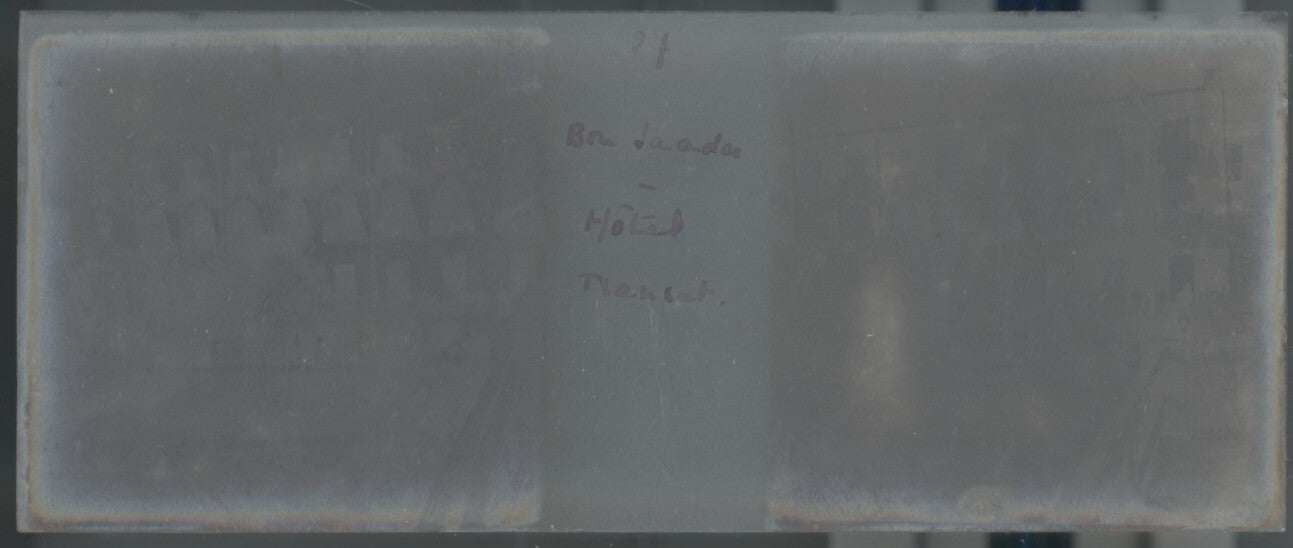 27
Bou Saada
-
Hôtel
Transat.